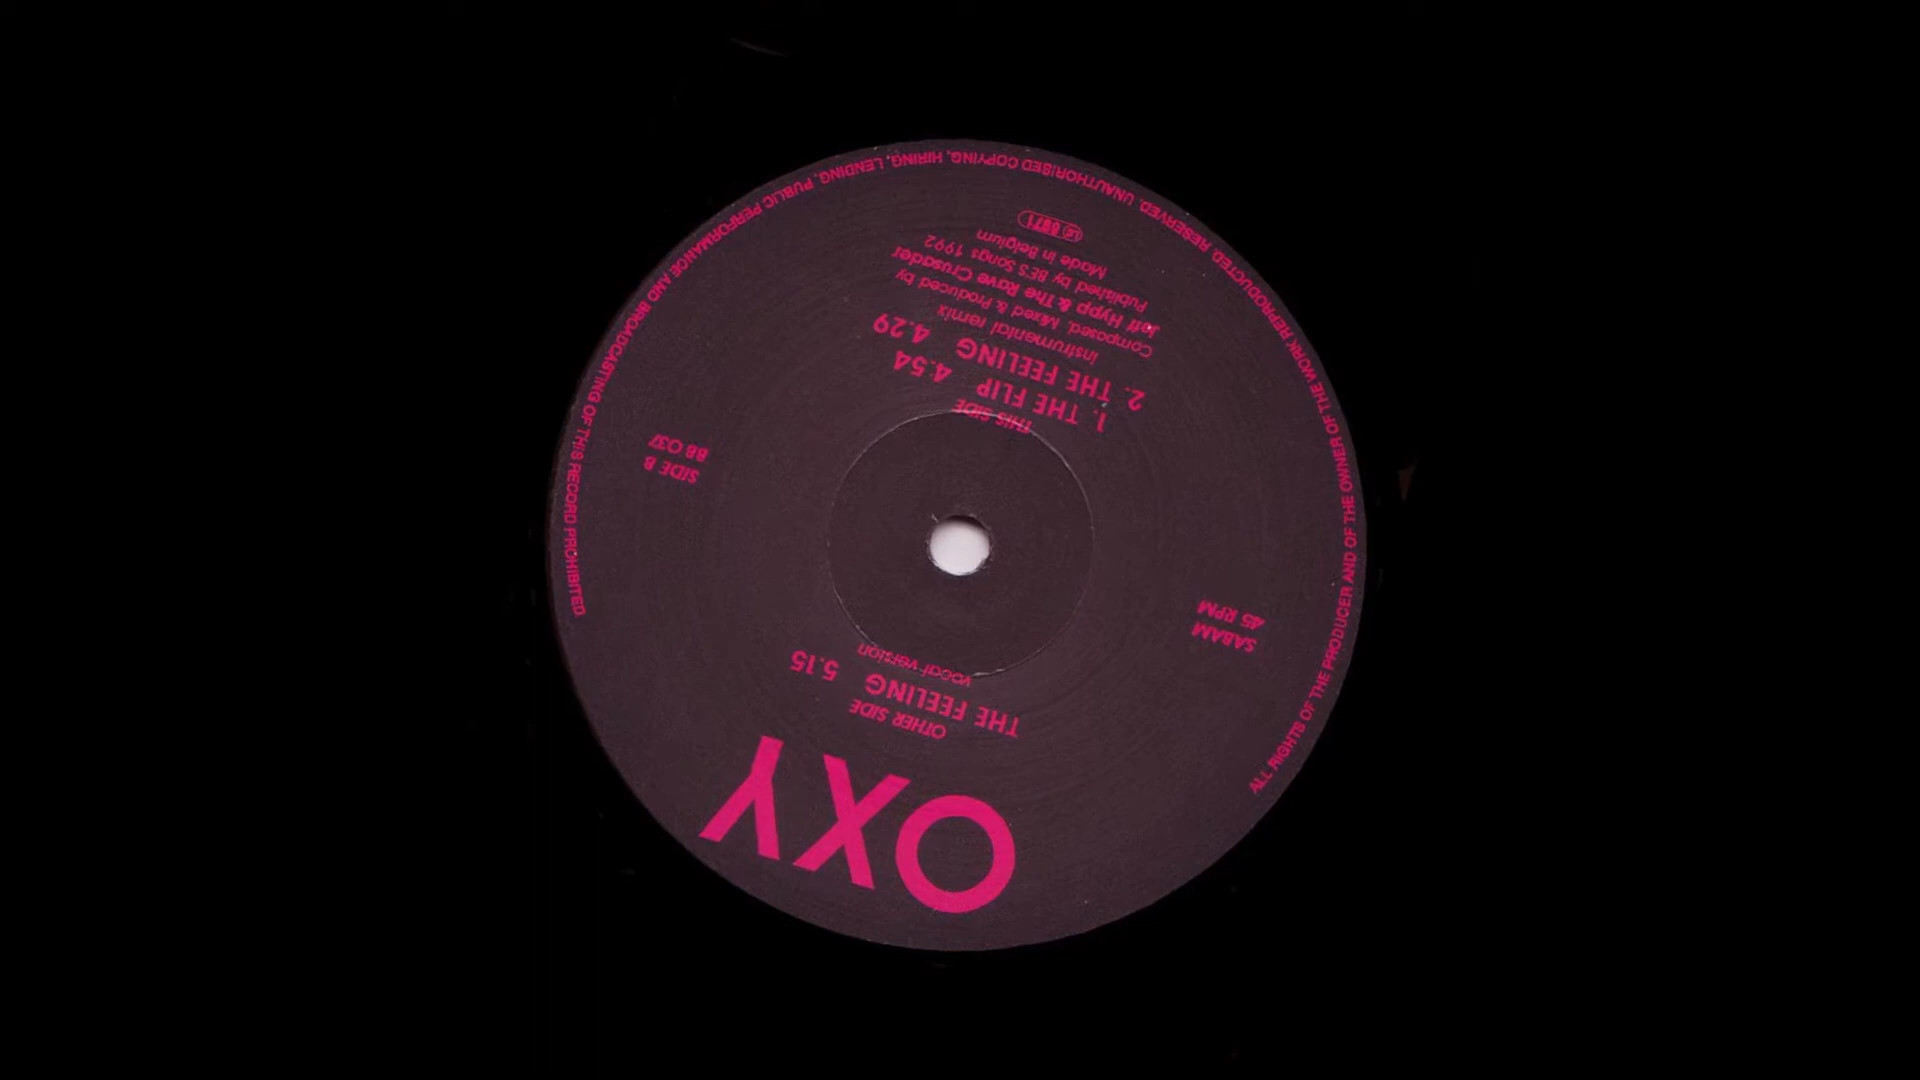 OXY
OTHER SIDE
THE FEELING 5.15
vocal version
SIDE B
BB 037
SABAM
45 RPM
THIS SIDE
1. THE FLIP 4.54
2. THE FEELING 4.29
instrumental remix
Composed, Mixed & Produced by
Jeff Hypp & The Rave Crusader
Published by BE'S Songs 1992
Made in Belgium
LC 6971
ALL RIGHTS OF THE PRODUCER AND OF THE OWNER OF THE WORK REPRODUCED, RESERVED. UNAUTHORISED COPYING, HIRING, LENDING, PUBLIC PERFORMANCE AND BROADCASTING OF THIS RECORD PROHIBITED